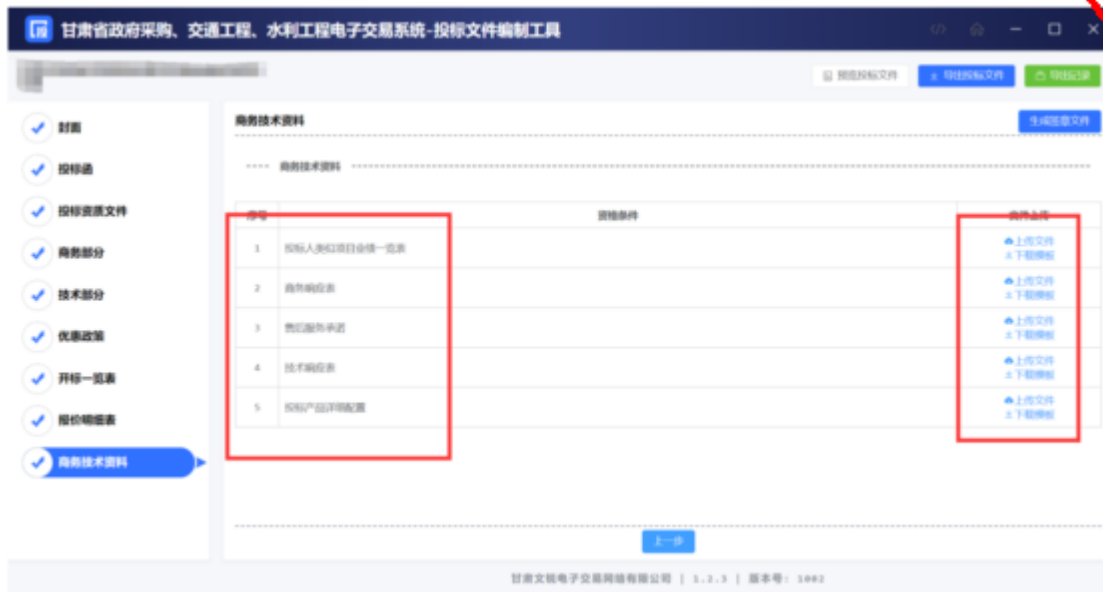 甘肃省政府采购、交通工程、水利工程电子交易系统-投标文件编制工具
预览投标文件 导出投标文件 导出记录
封面
投标函
投标资质文件
商务部分
技术部分
优惠政策
开标一览表
报价明细表
商务技术资料
商务技术资料 生成签章文件
商务技术资料
序号 资格条件 文件上传
1 投标人类似项目业绩一览表 上传文件 下载模板
2 商务响应表 上传文件 下载模板
3 售后服务承诺 上传文件 下载模板
4 技术响应表 上传文件 下载模板
5 投标产品详细配置 上传文件 下载模板
上一步
甘肃文锐电子交易网络有限公司 | 1.2.3 | 版本号: 1002